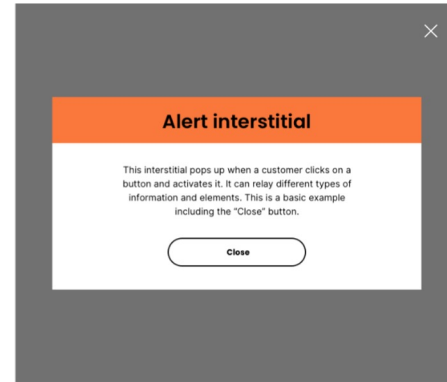 Alert interstitial
This interstitial pops up when a customer clicks on a
button and activates it. It can relay different types of
information and elements. This is a basic example
including the "Close" button.
Close